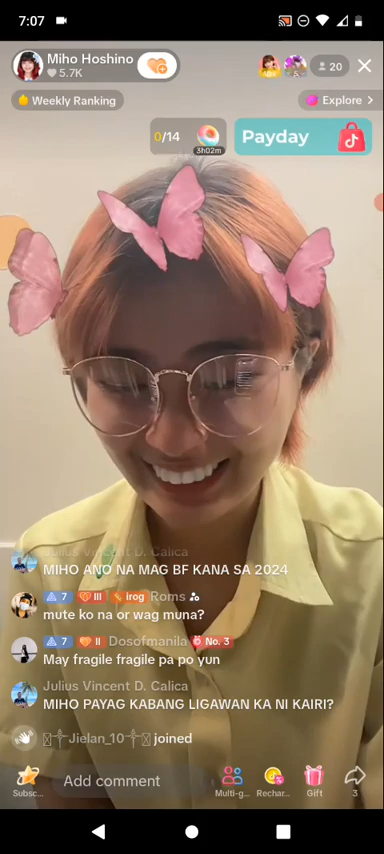 7:07
Miho Hoshino
5.7K
20
Weekly Ranking
Explore >
0/14
3h02m
Payday
Julius Vincent D. Calica
MIHO ANO NA MAG BF KANA SA 2024
7 III irog Roms
mute ko na or wag muna?
7 II Dosofmanila No. 3
May fragile fragile pa po yun
Julius Vincent D. Calica
MIHO PAYAG KABANG LIGAWAN KA NI KAIRI?
Jielan_10 joined
Subsc...
Add comment
Multi-g...
Rechar...
Gift
3